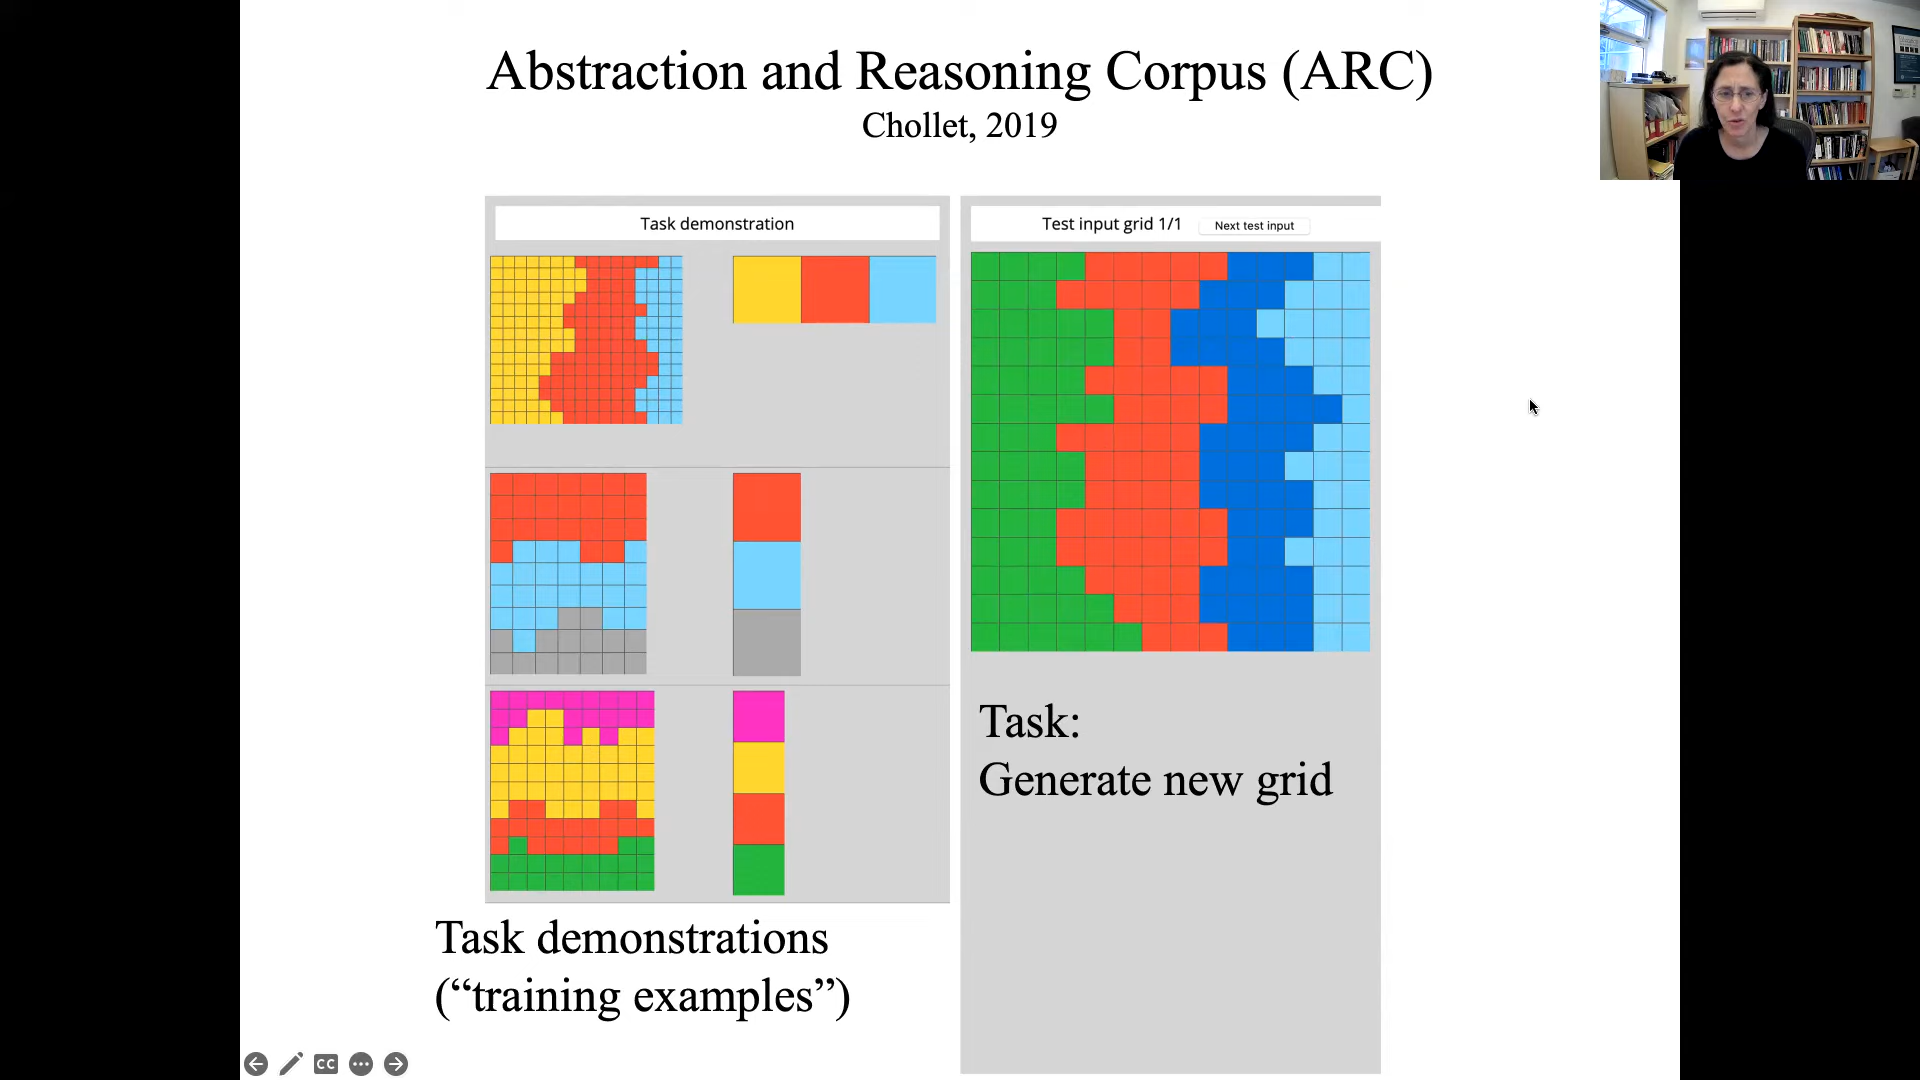 Abstraction and Reasoning Corpus (ARC)
Chollet, 2019
Task demonstration
Test input grid 1/1
Next test input
Task:
Generate new grid
Task demonstrations
(“training examples”)
CC